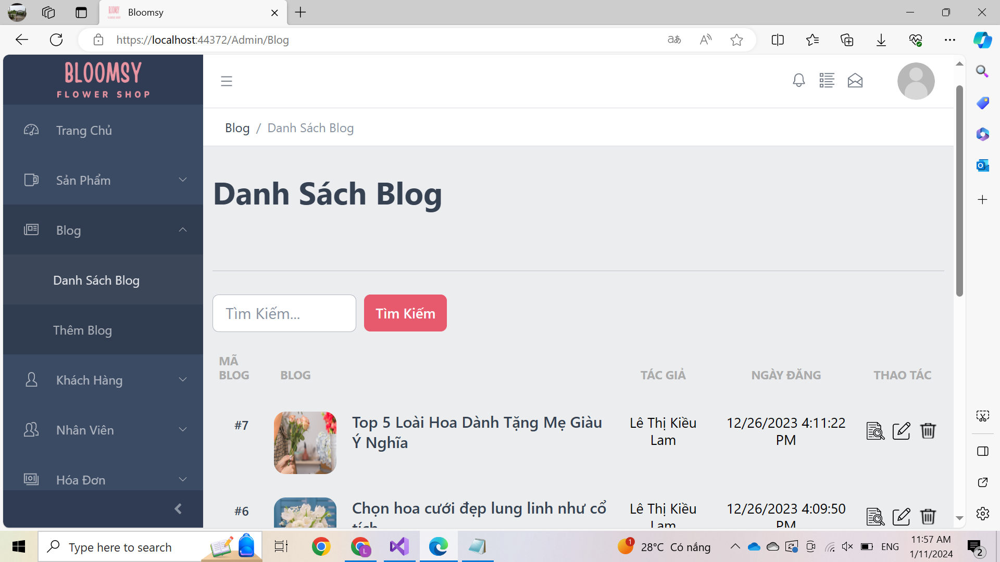 Bloomsy
https://localhost:44372/Admin/Blog
BLOOMSY
FLOWER SHOP
Trang Chủ
Sản Phẩm
Blog
Danh Sách Blog
Thêm Blog
Khách Hàng
Nhân Viên
Hóa Đơn
Blog / Danh Sách Blog
Danh Sách Blog
Tìm Kiếm...
Tìm Kiếm
MÃ
BLOG
BLOG
TÁC GIẢ
NGÀY ĐĂNG
THAO TÁC
#7
Top 5 Loài Hoa Dành Tặng Mẹ Giàu
Ý Nghĩa
Lê Thị Kiều
Lam
12/26/2023 4:11:22
PM
#6
Chọn hoa cưới đẹp lung linh như cổ
tích
Lê Thị Kiều
Lam
12/26/2023 4:09:50
PM
Type here to search
L
1
28°C Có nắng
ENG
11:57 AM
1/11/2024
2